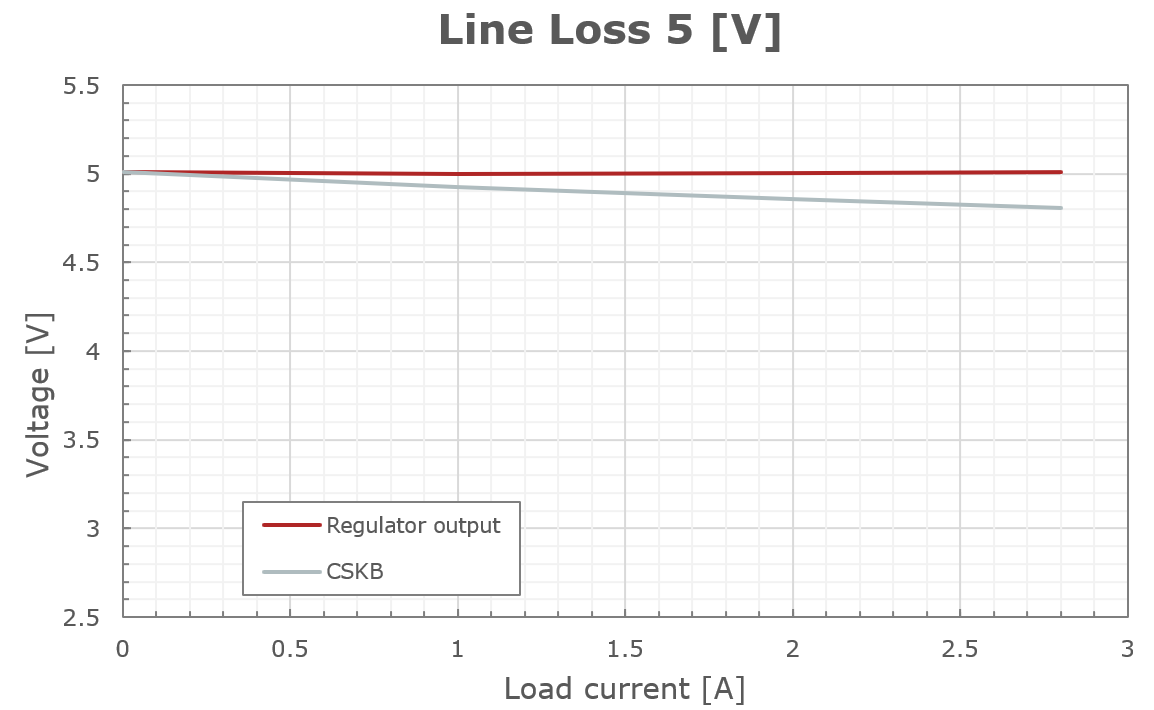 Line Loss 5 [V]
5.5
5
4.5
4
3.5
3
2.5
Voltage [V]
Regulator output
CSKB
0 0.5 1 1.5 2 2.5 3
Load current [A]